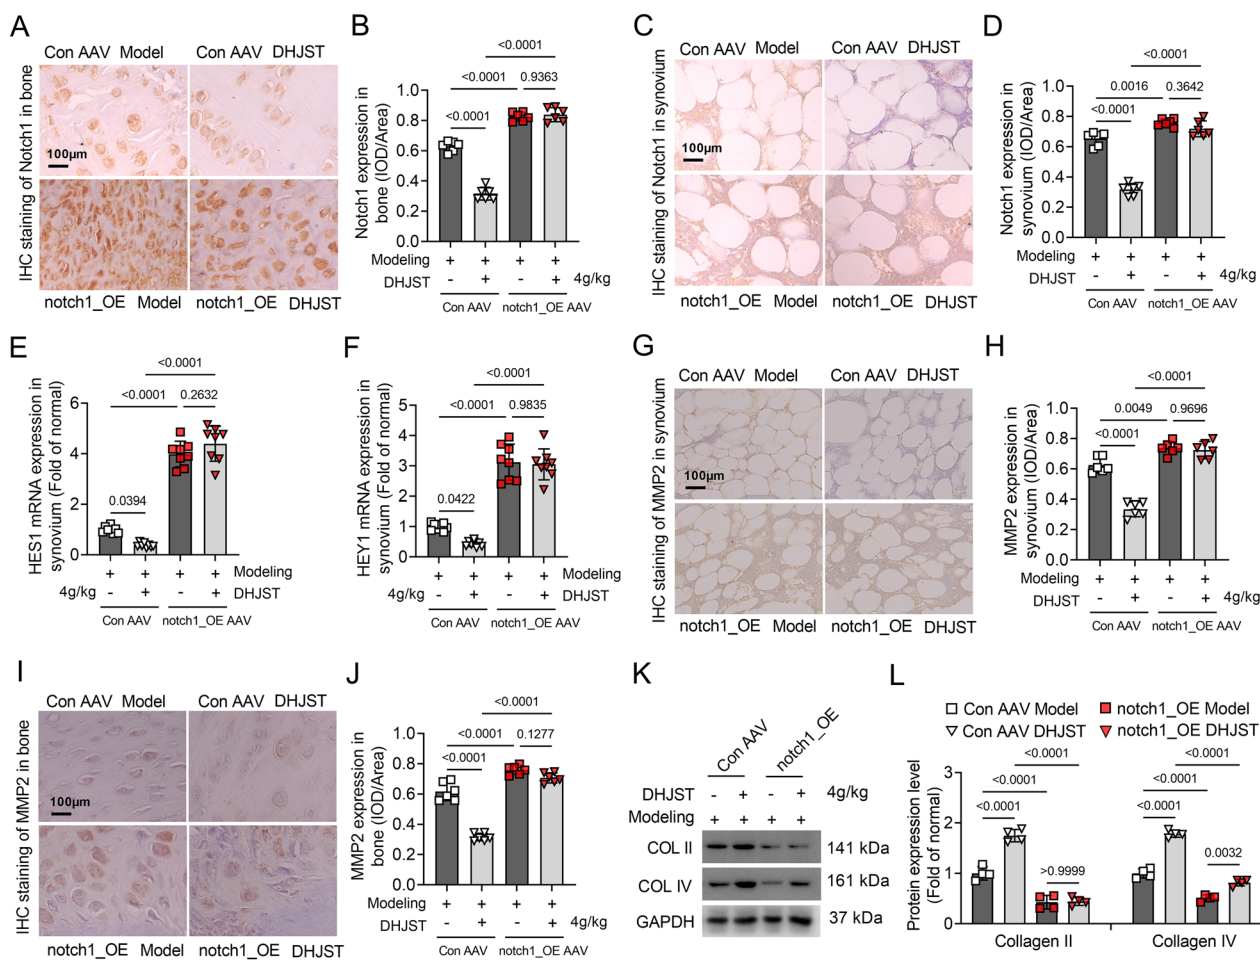 A
Con AAV Model
Con AAV DHJST
IHC staining of Notch1 in bone
100μm
notch1_OE Model
notch1_OE DHJST
B
<0.0001
<0.0001 0.9363
<0.0001
Notch1 expression in
bone (IOD/Area)
1.0
0.8
0.6
0.4
0.2
0.0
Modeling + + + +
DHJST - + - + 4g/kg
Con AAV notch1_OE AAV
C
Con AAV Model
Con AAV DHJST
IHC staining of Notch1 in synovium
100μm
notch1_OE Model
notch1_OE DHJST
D
<0.0001
0.0016 0.3642
<0.0001
Notch1 expression in
synovium (IOD/Area)
1.0
0.8
0.6
0.4
0.2
0.0
Modeling + + + +
DHJST - + - + 4g/kg
Con AAV notch1_OE AAV
E
<0.0001
<0.0001 0.2632
0.0394
HES1 mRNA expression in
synovium (Fold of normal)
6
4
2
0
+ + + + Modeling
4g/kg - + - + DHJST
Con AAV notch1_OE AAV
F
<0.0001
<0.0001 0.9835
0.0422
HEY1 mRNA expression in
synovium (Fold of normal)
5
4
3
2
1
0
+ + + + Modeling
4g/kg - + - + DHJST
Con AAV notch1_OE AAV
G
Con AAV Model
Con AAV DHJST
IHC staining of MMP2 in synovium
100μm
notch1_OE Model
notch1_OE DHJST
H
<0.0001
0.0049 0.9696
<0.0001
MMP2 expression in
synovium (IOD/Area)
1.0
0.8
0.6
0.4
0.2
0.0
Modeling + + + +
DHJST - + - + 4g/kg
Con AAV notch1_OE AAV
I
Con AAV Model
Con AAV DHJST
IHC staining of MMP2 in bone
100μm
notch1_OE Model
notch1_OE DHJST
J
<0.0001
<0.0001 0.1277
<0.0001
MMP2 expression in
bone (IOD/Area)
1.0
0.8
0.6
0.4
0.2
0.0
Modeling + + + +
DHJST - + - + 4g/kg
Con AAV notch1_OE AAV
K
Con AAV notch1_OE
DHJST - + - + 4g/kg
Modeling + + + +
COL II 141 kDa
COL IV 161 kDa
GAPDH 37 kDa
L
Con AAV Model notch1_OE Model
Con AAV DHJST notch1_OE DHJST
<0.0001 <0.0001
<0.0001 <0.0001
<0.0001 <0.0001
>0.9999 0.0032
Protein expression level
(Fold of normal)
3
2
1
0
Collagen II Collagen IV